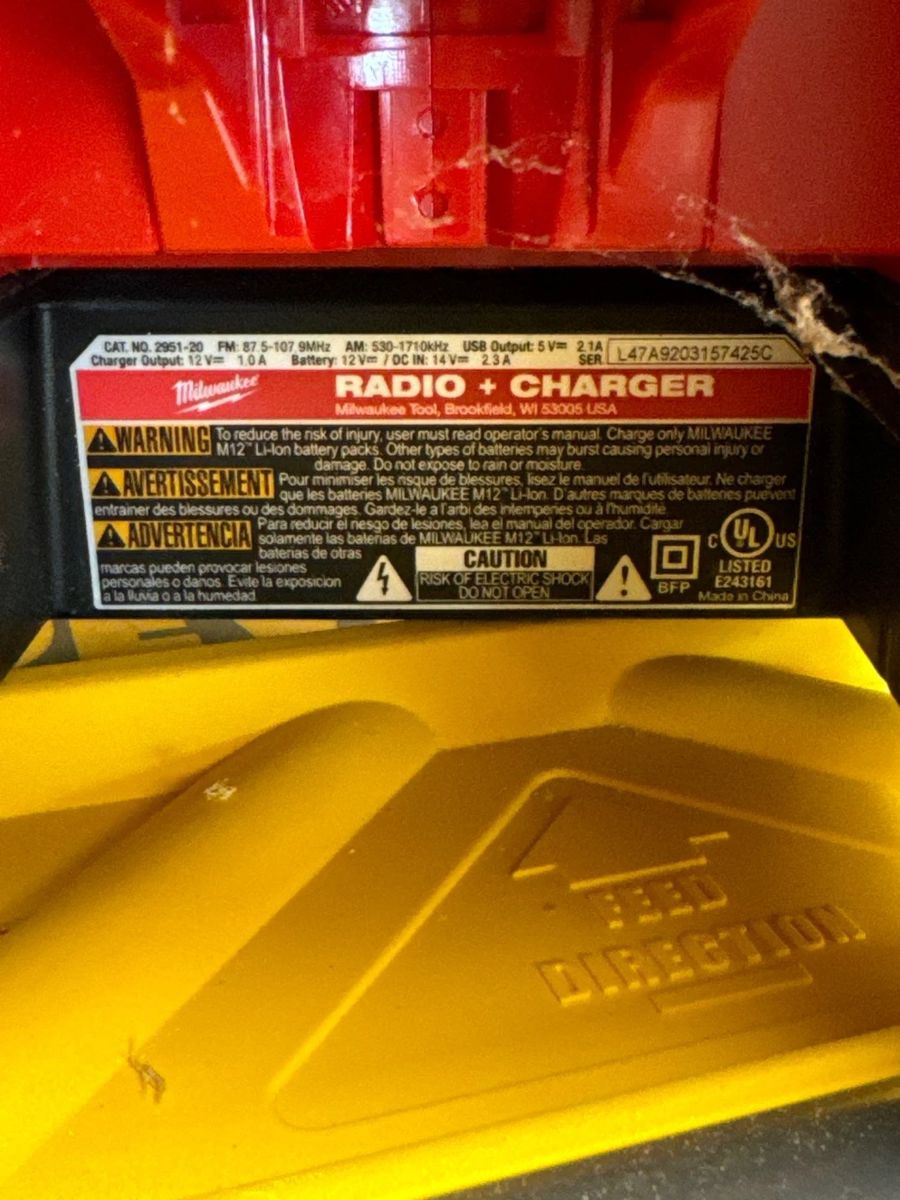 CAT. NO. 2951-20 FM: 87.5-107.9MHz AM: 530-1710kHz USB Output: 5 V⎓ 2.1A
Charger Output: 12 V⎓ 1.0 A Battery: 12 V⎓ / DC IN: 14 V⎓ 2.3 A SER L47A9203157425C
Milwaukee RADIO + CHARGER
Milwaukee Tool, Brookfield, WI 53005 USA
WARNING To reduce the risk of injury, user must read operator's manual. Charge only MILWAUKEE
M12™ Li-Ion battery packs. Other types of batteries may burst causing personal injury or
damage. Do not expose to rain or moisture.
AVERTISSEMENT Pour minimiser les risque de blessures, lisez le manuel de l'utilisateur. Ne charger
que les batteries MILWAUKEE M12™ Li-Ion. D'autres marques de batteries puevent
entrainer des blessures ou des dommages. Gardez-le a l'arbi des intemperies ou à l'humidité.
ADVERTENCIA Para reducir el riesgo de lesiones, lea el manual del operador. Cargar
solamente las baterias de MILWAUKEE M12™ Li-Ion. Las
baterias de otras
marcas pueden provocar lesiones
personales o danos. Evite la exposicion
a la lluvia o a la humedad.
CAUTION
RISK OF ELECTRIC SHOCK
DO NOT OPEN
BFP
C UL US
LISTED
E243161
Made in China
FEED
DIRECTION